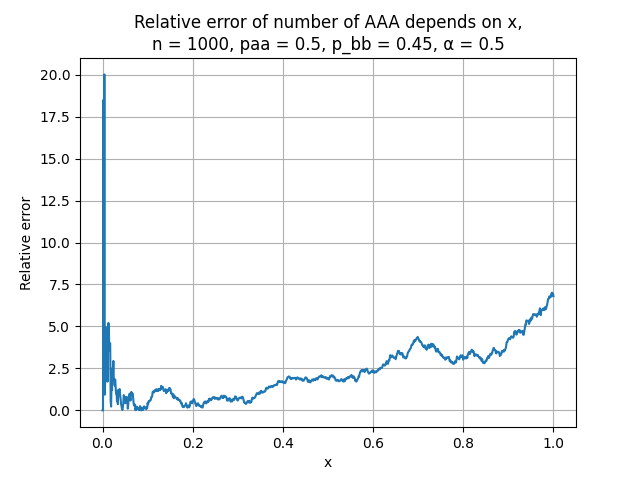 Relative error of number of AAA depends on x,
n = 1000, paa = 0.5, p_bb = 0.45, α = 0.5
20.0
17.5
15.0
12.5
10.0
7.5
5.0
2.5
0.0
Relative error
0.0 0.2 0.4 0.6 0.8 1.0
x